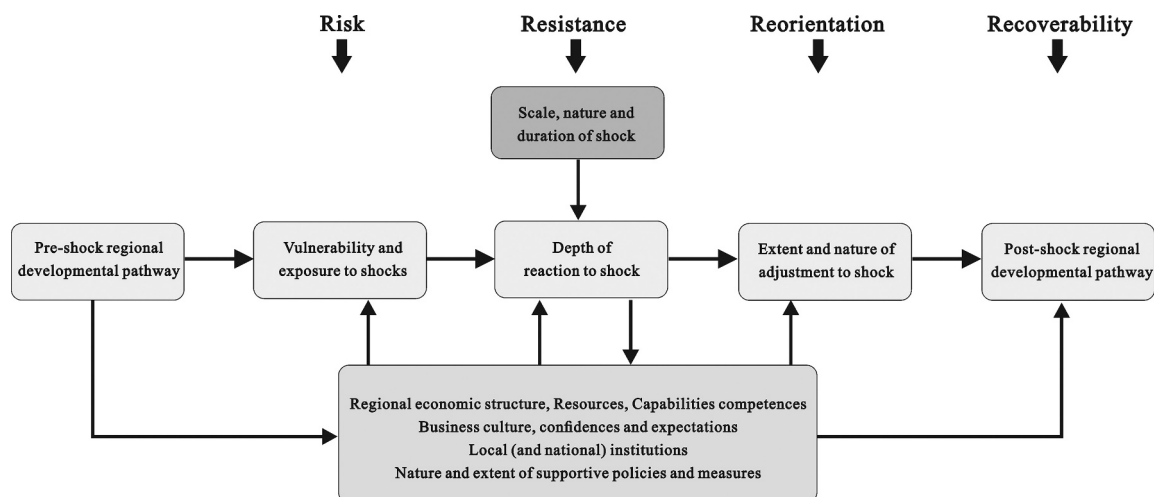 Risk
Resistance
Reorientation
Recoverability
Scale, nature and
duration of shock
Pre-shock regional
developmental pathway
Vulnerability and
exposure to shocks
Depth of
reaction to shock
Extent and nature of
adjustment to shock
Post-shock regional
developmental pathway
Regional economic structure, Resources, Capabilities competences
Business culture, confidences and expectations
Local (and national) institutions
Nature and extent of supportive policies and measures